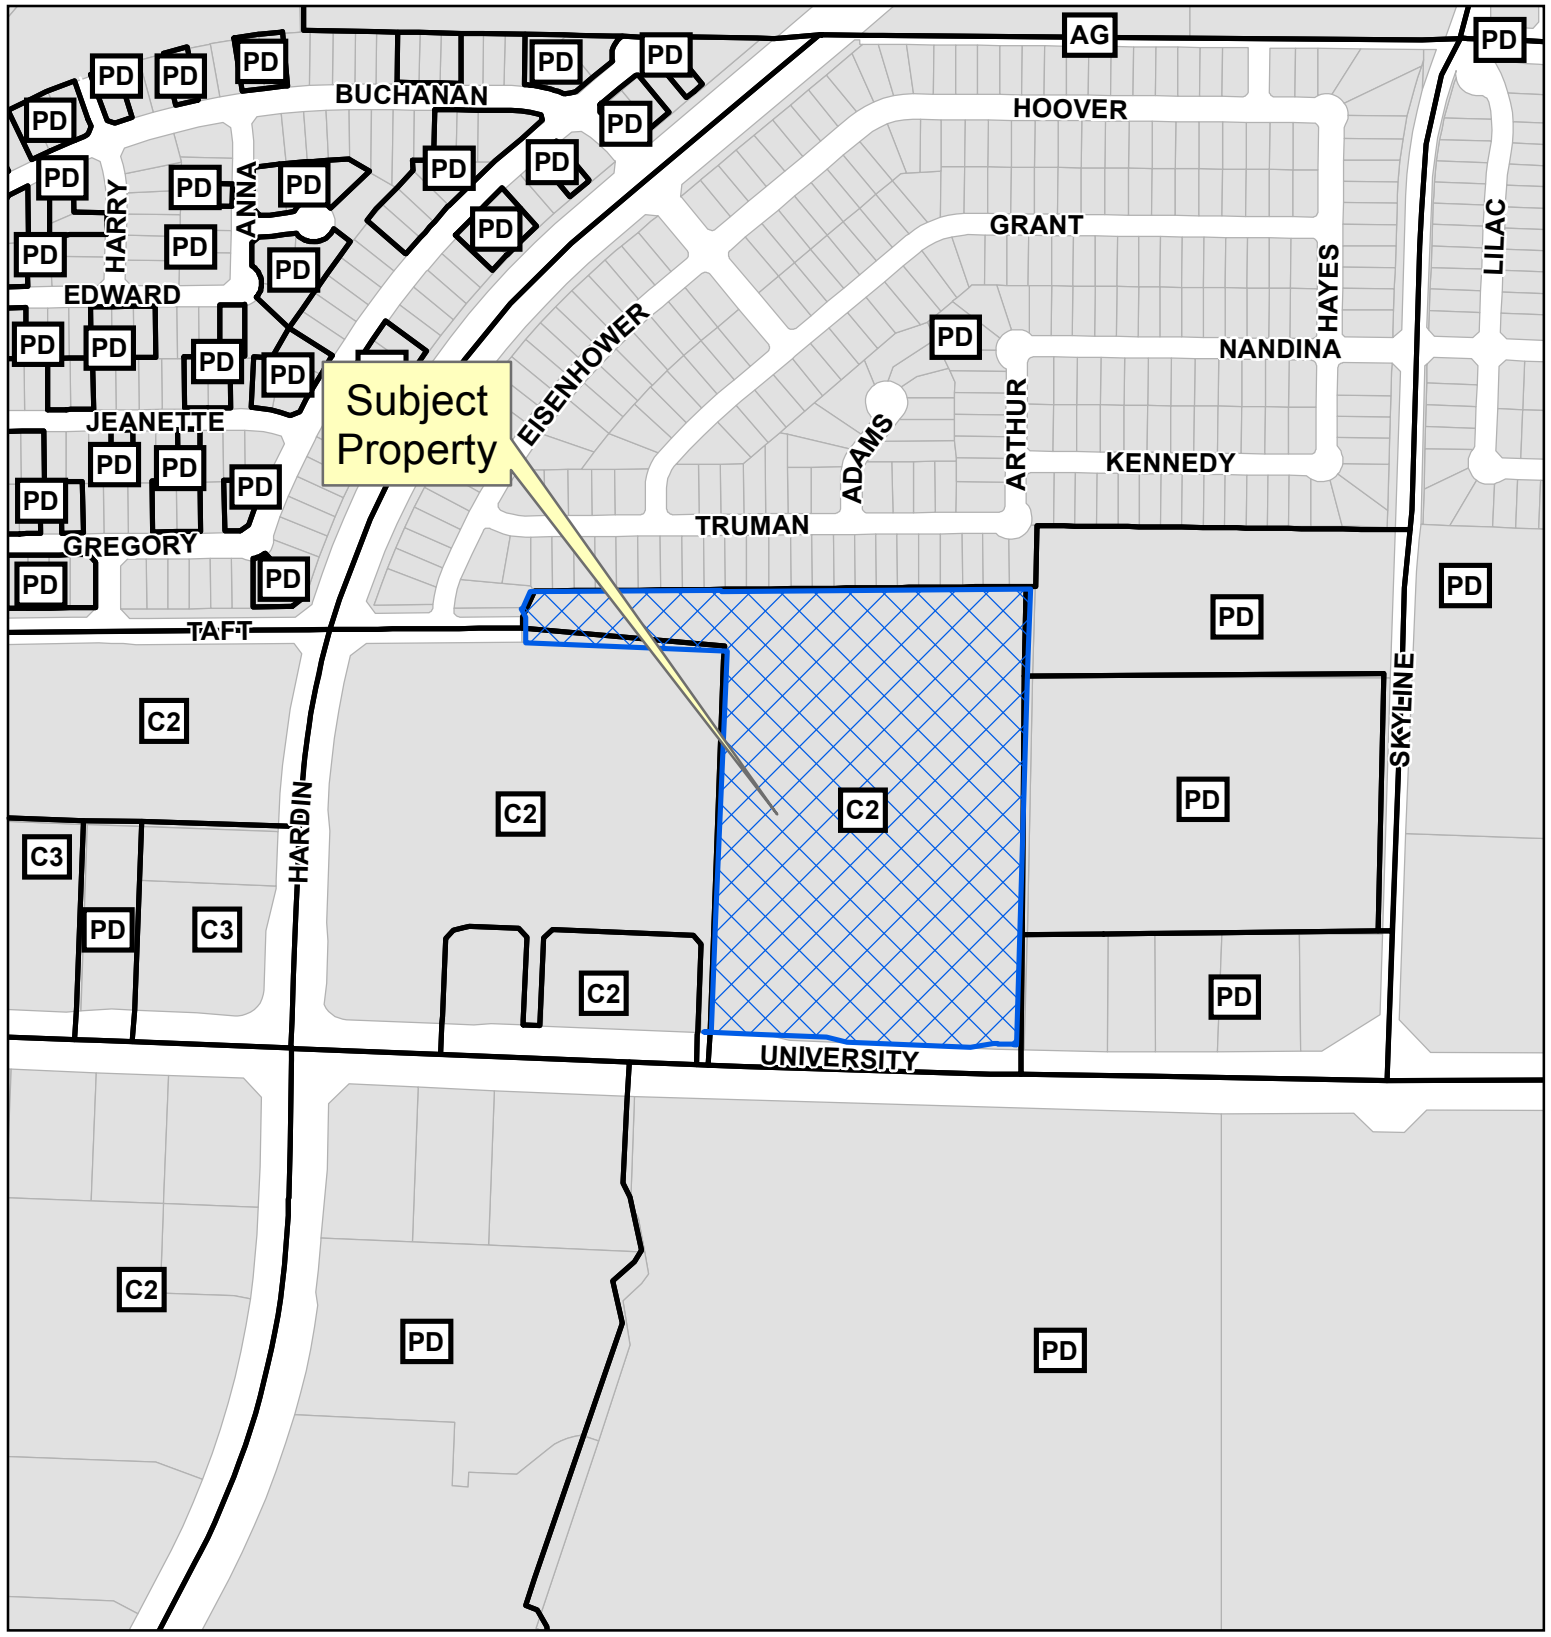 AG
PD
PD
PD
PD
PD
PD
BUCHANAN
HOOVER
PD
PD
PD
PD
PD
PD
PD
HARRY
ANNA
PD
GRANT
LILAC
PD
PD
PD
HAYES
EDWARD
EISENHOWER
PD
PD
PD
PD
NANDINA
PD
Subject
Property
ARTHUR
JEANETTE
ADAMS
KENNEDY
PD
PD
PD
PD
TRUMAN
GREGORY
PD
PD
PD
PD
TAFT
SKYLINE
C2
PD
C2
C2
HARDIN
C3
PD
C3
C2
PD
UNIVERSITY
C2
PD
PD